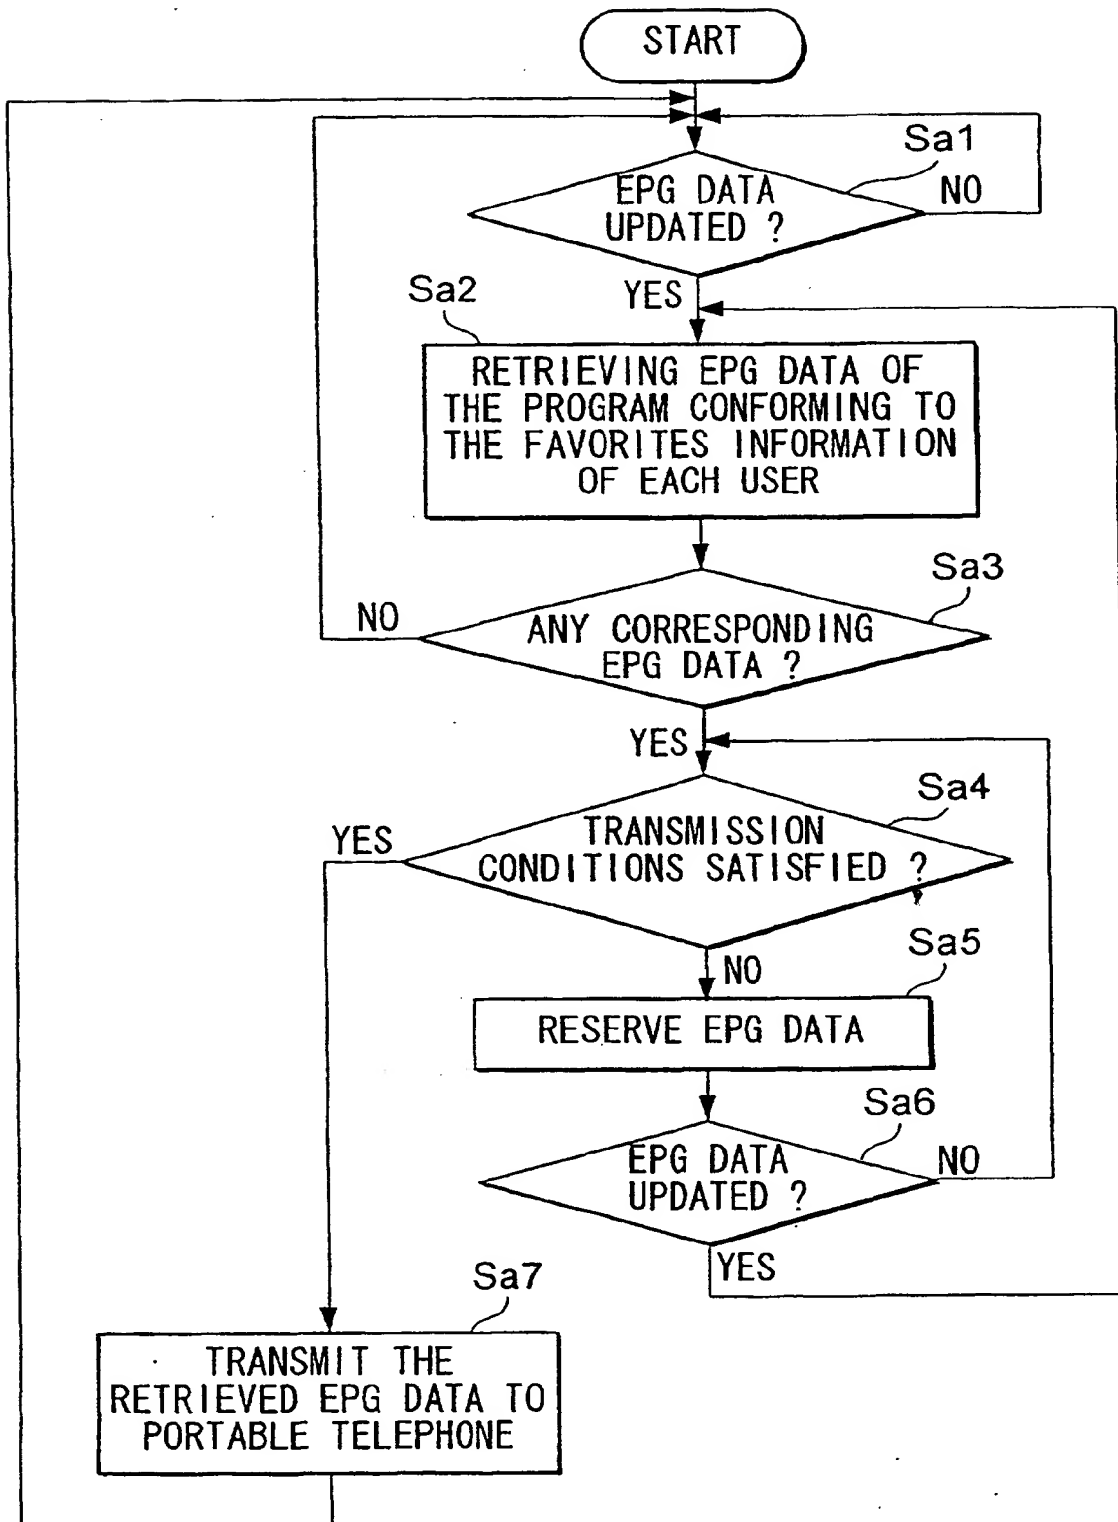 START
Sa1
EPG DATA
UPDATED ?
NO
YES
Sa2
RETRIEVING EPG DATA OF
THE PROGRAM CONFORMING TO
THE FAVORITES INFORMATION
OF EACH USER
Sa3
NO
ANY CORRESPONDING
EPG DATA ?
YES
Sa4
YES
TRANSMISSION
CONDITIONS SATISFIED ?
NO
Sa5
RESERVE EPG DATA
Sa6
EPG DATA
UPDATED ?
NO
YES
Sa7
TRANSMIT THE
RETRIEVED EPG DATA TO
PORTABLE TELEPHONE